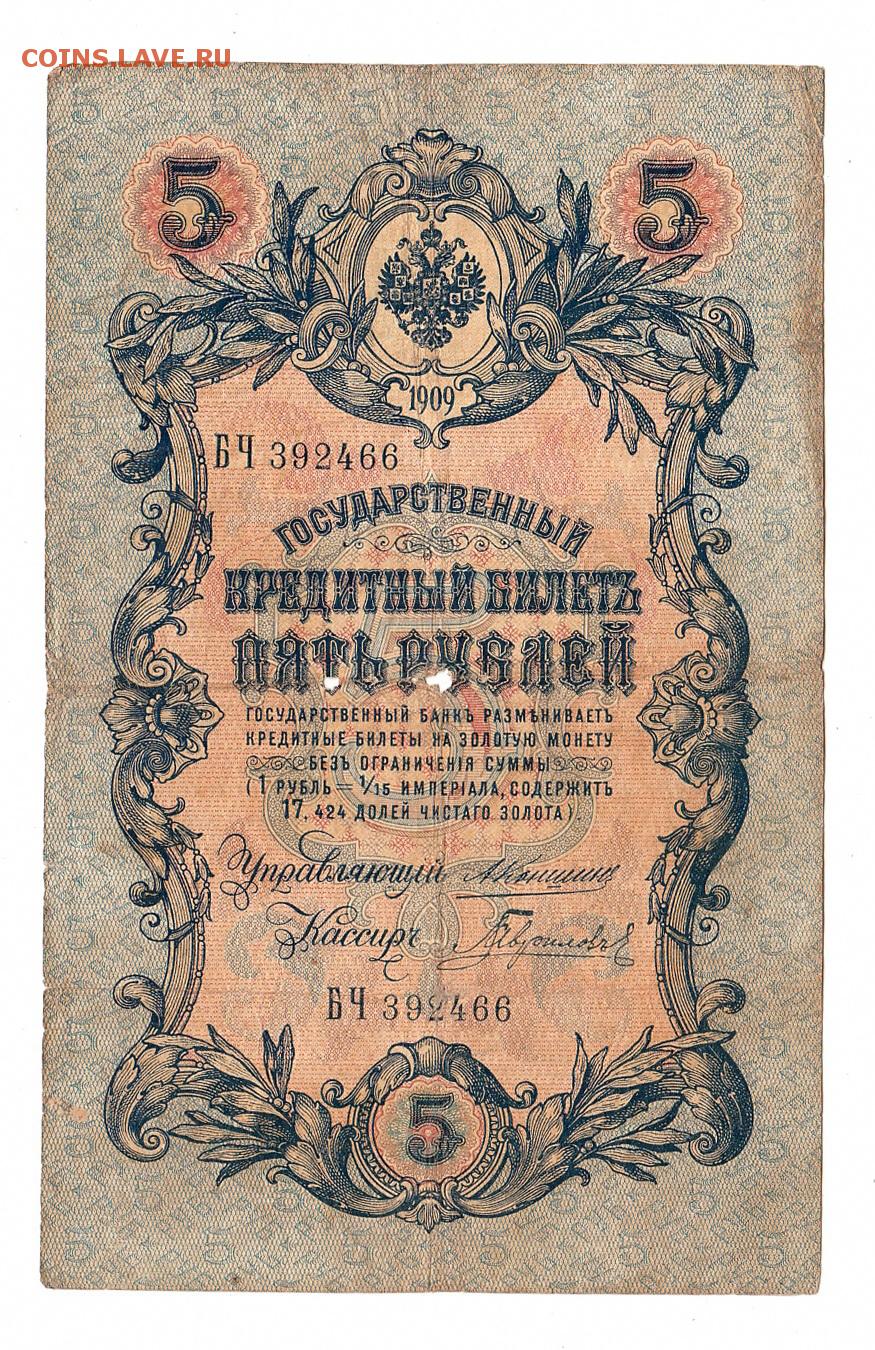 COINS.LAVE.RU
5 5
1909
БЧ 392466
ГОСУДАРСТВЕННЫЙ
КРЕДИТНЫЙ БИЛЕТЪ
ПЯТЬ РУБЛЕЙ
ГОСУДАРСТВЕННЫЙ БАНКЪ РАЗМѢНИВАЕТЪ
КРЕДИТНЫЕ БИЛЕТЫ НА ЗОЛОТУЮ МОНЕТУ
БЕЗЪ ОГРАНИЧЕНІЯ СУММЫ
(1 РУБЛЬ = 1/15 ИМПЕРІАЛА, СОДЕРЖИТЪ
17,424 ДОЛЕЙ ЧИСТАГО ЗОЛОТА).
Управляющій АКоншинъ
Кассиръ Гавриловъ
БЧ 392466
5